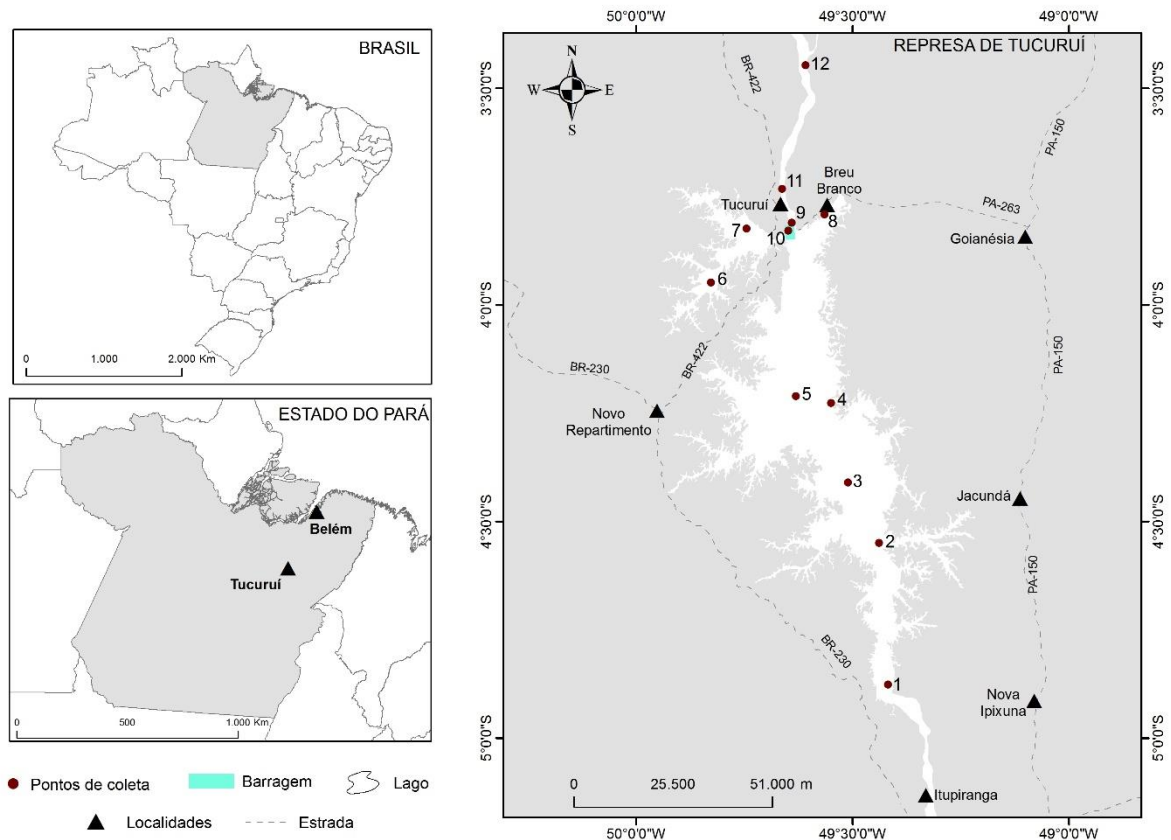 BRASIL
0 1.000 2.000 Km
ESTADO DO PARÁ
Belém
Tucuruí
0 500 1.000 Km
Pontos de coleta
Barragem
Lago
Localidades
Estrada
50°0'0"W 49°30'0"W 49°0'0"W
REPRESA DE TUCURUÍ
N
W E
S
3°30'0"S
3°30'0"S
4°0'0"S
4°0'0"S
4°30'0"S
4°30'0"S
5°0'0"S
5°0'0"S
BR-422
12
PA-150
11
Breu
Branco
Tucuruí
9
PA-263
8
7
10
Goianésia
6
BR-422
BR-230
PA-150
5
4
Novo
Repartimento
3
Jacundá
2
PA-150
BR-230
1
Nova
Ipixuna
Itupiranga
0 25.500 51.000 m
50°0'0"W 49°30'0"W 49°0'0"W